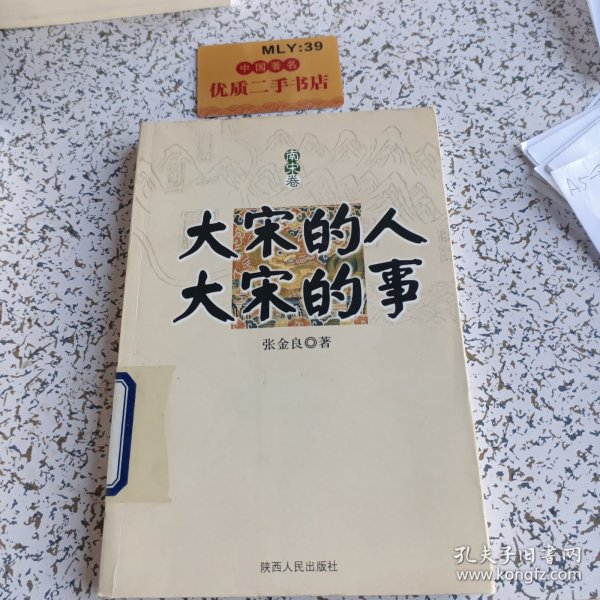 MLY:39
中国著名
优质二手书店
南宋卷
大宋的人
大宋的事
张金良◎著
陕西人民出版社
孔夫子旧书网
www.kongfz.com